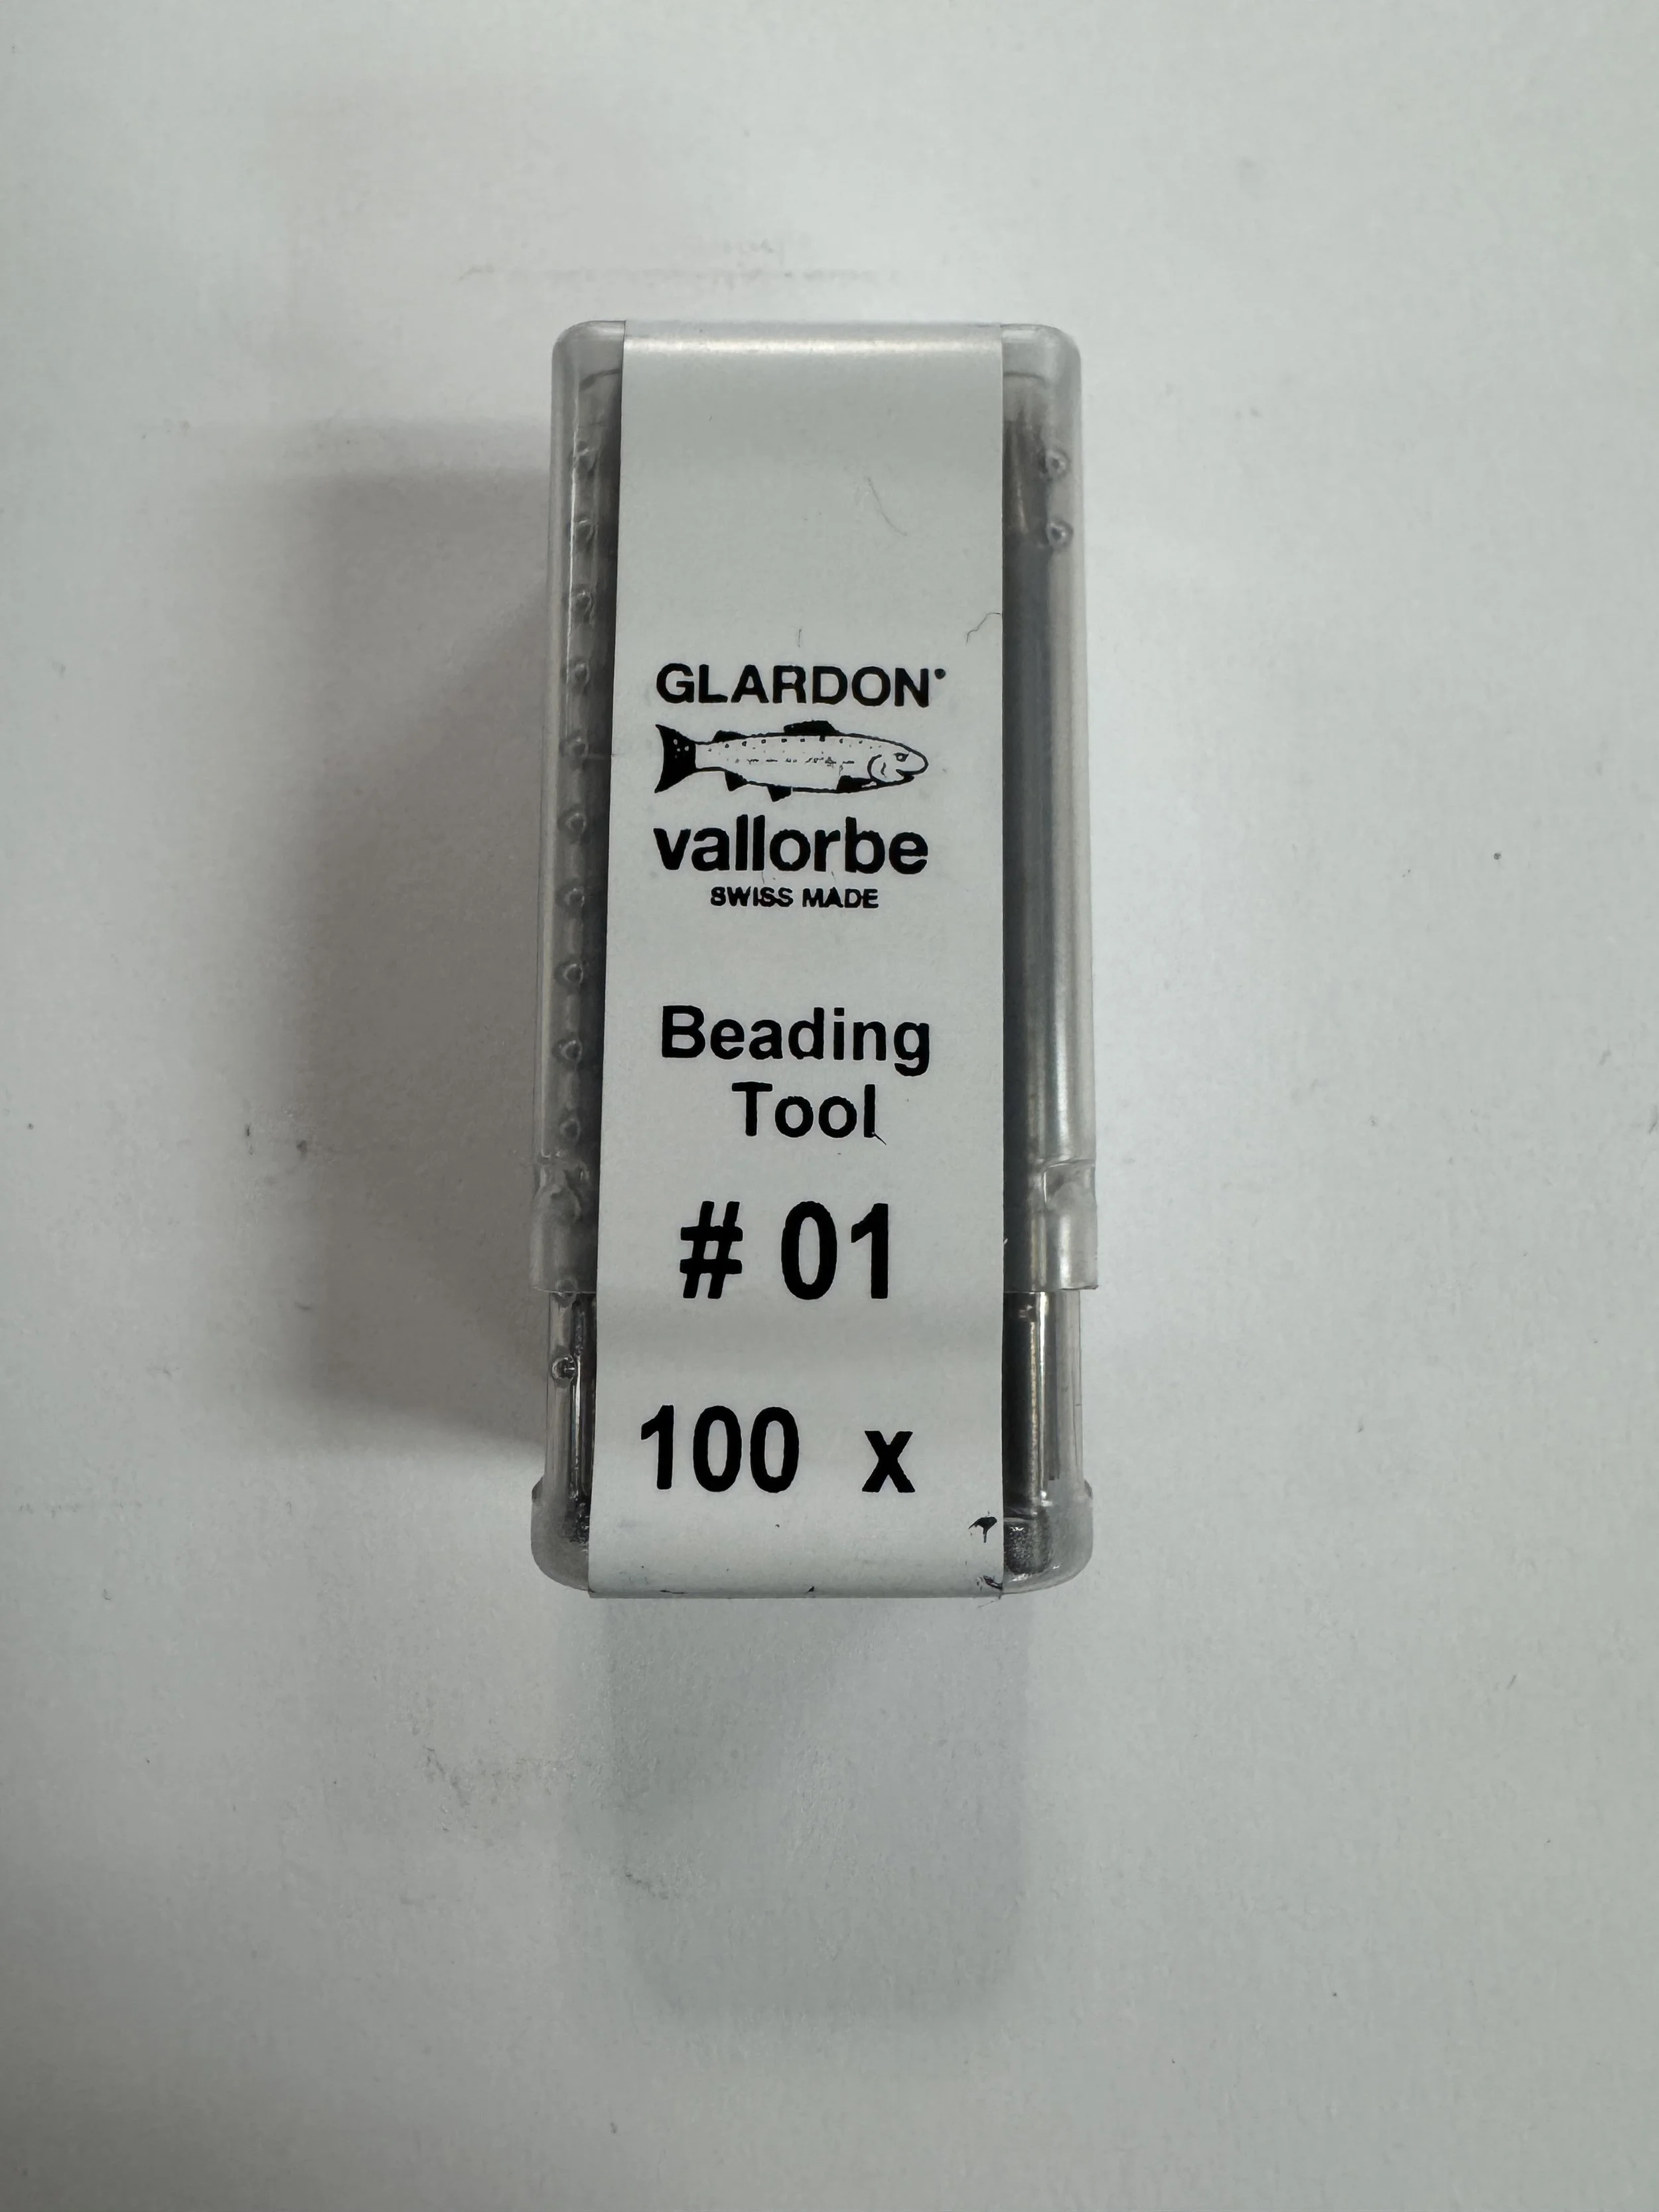 GLARDON
vallorbe
SWISS MADE
Beading
Tool
# 01
100 x